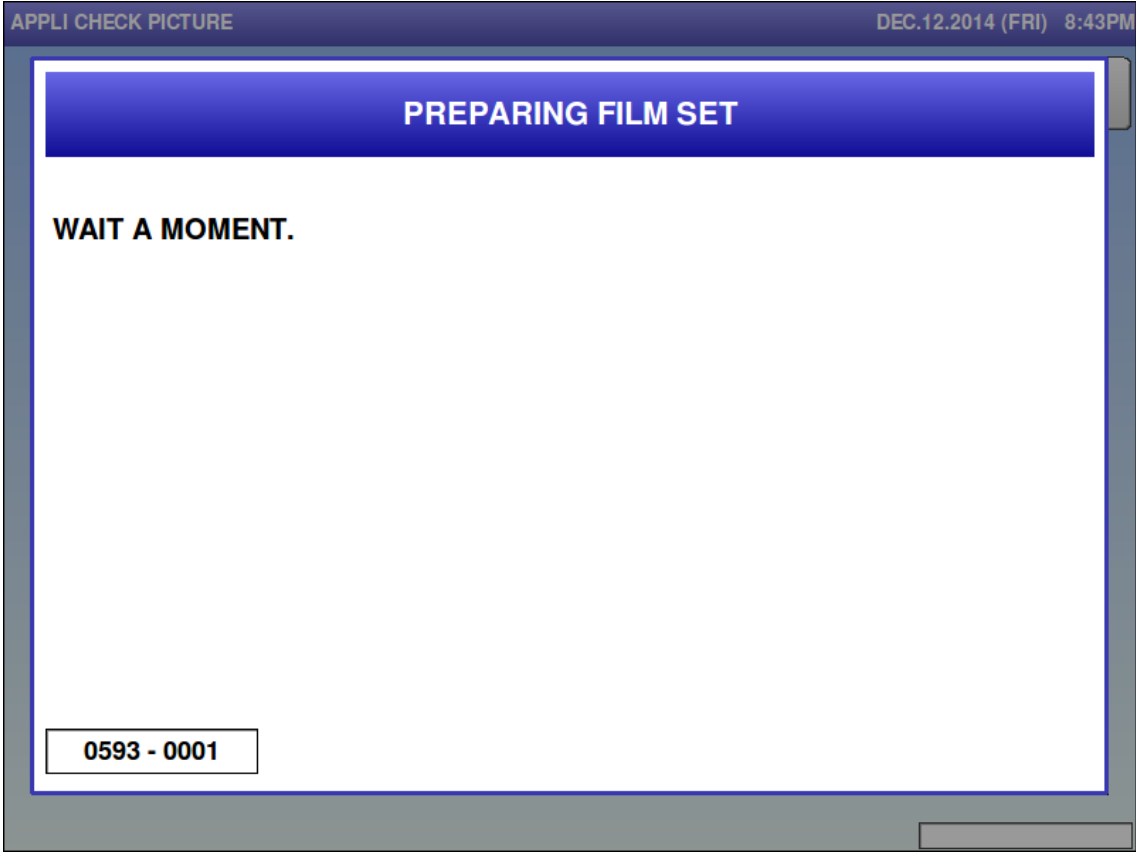 APPLI CHECK PICTURE DEC.12.2014 (FRI) 8:43PM
PREPARING FILM SET
WAIT A MOMENT.
0593 - 0001